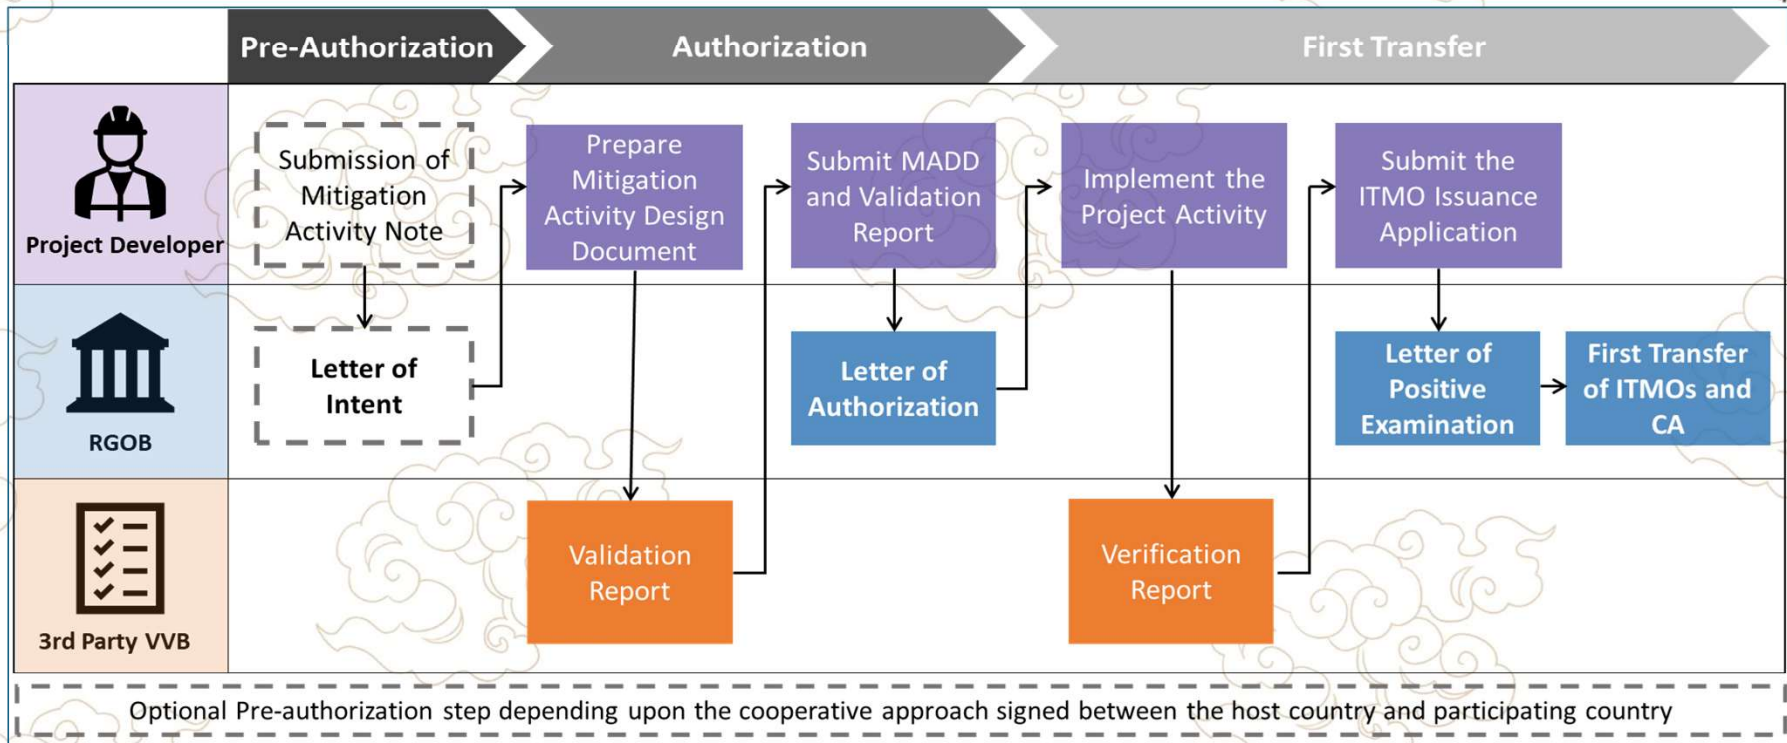 Pre-Authorization
Authorization
First Transfer
Project Developer
Submission of
Mitigation
Activity Note
Prepare
Mitigation
Activity Design
Document
Submit MADD
and Validation
Report
Implement the
Project Activity
Submit the
ITMO Issuance
Application
RGOB
Letter of
Intent
Letter of
Authorization
Letter of
Positive
Examination
First Transfer
of ITMOs and
CA
3rd Party VVB
Validation
Report
Verification
Report
Optional Pre-authorization step depending upon the cooperative approach signed between the host country and participating country